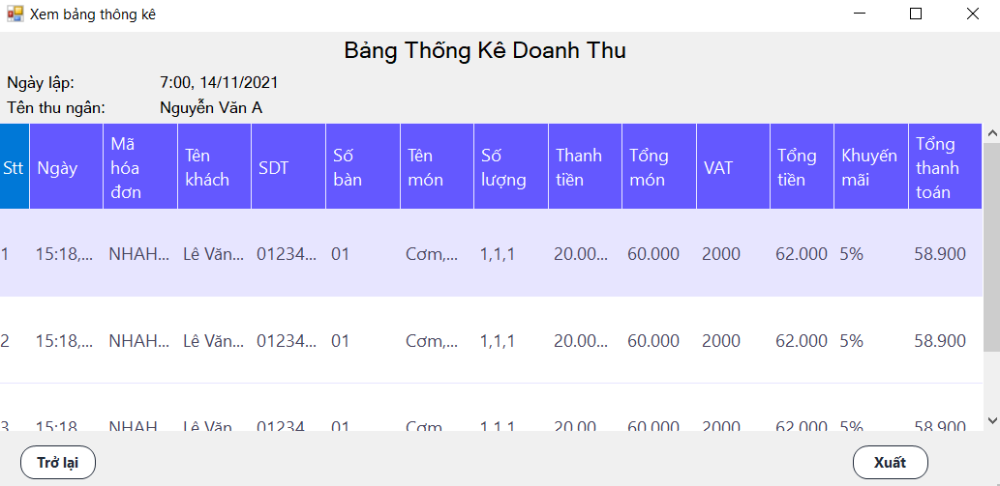 Xem bảng thông kê
Bảng Thống Kê Doanh Thu
Ngày lập: 7:00, 14/11/2021
Tên thu ngân: Nguyễn Văn A
Stt Ngày Mã hóa đơn Tên khách SDT Số bàn Tên món Số lượng Thanh tiền Tổng món VAT Tổng tiền Khuyến mãi Tổng thanh toán
1 15:18,... NHAH... Lê Văn... 01234... 01 Cơm,... 1,1,1 20.00... 60.000 2000 62.000 5% 58.900
2 15:18,... NHAH... Lê Văn... 01234... 01 Cơm,... 1,1,1 20.00... 60.000 2000 62.000 5% 58.900
3 15:18,... NHAH... Lê Văn... 01234... 01 Cơm,... 1,1,1 20.00... 60.000 2000 62.000 5% 58.900
Trở lại Xuất